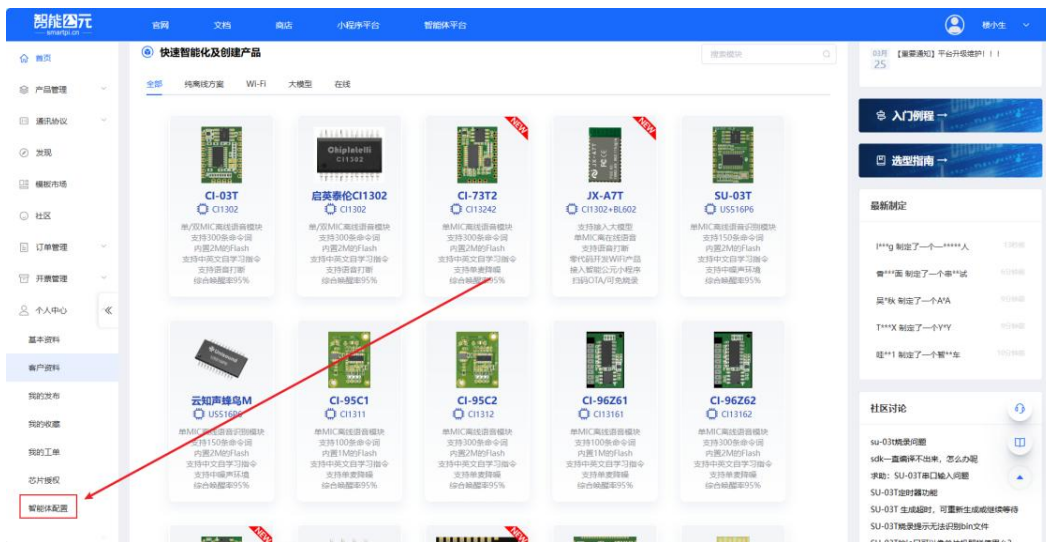 智能公元
smartpi.cn
官网
文档
商店
小程序平台
智能体平台
楼小生
首页
产品管理
通讯协议
发现
模板市场
社区
订单管理
开票管理
个人中心
基本资料
客户资料
我的发布
我的收藏
我的工单
芯片授权
智能体配置
快速智能化及创建产品
搜索模块
全部
纯离线方案
Wi-Fi
大模型
在线
CI-03T
CI1302
单/双MIC离线语音模块
支持300条命令词
内置2M的Flash
支持中英文自学习指令
支持语音打断
综合唤醒率95%
Chipintelli
CI1302
启英泰伦CI1302
CI1302
单/双MIC离线语音模块
支持300条命令词
内置2M的Flash
支持中英文自学习指令
支持语音打断
综合唤醒率95%
NEW
CI-73T2
CI13242
单MIC离线语音模块
支持300条命令词
内置2M的Flash
支持中英文自学习指令
支持单麦降噪
综合唤醒率95%
NEW
JX-A7T
JX-A7T
CI1302+BL602
支持接入大模型
单MIC离在线语音
支持语音打断
零代码开发WiFi产品
接入智能公元小程序
扫码OTA/可免烧录
SU-03T
US516P6
单MIC离线语音识别模块
支持150条命令词
内置2M的Flash
支持中文自学习指令
支持中噪声环境
综合唤醒率95%
云知声蜂鸟M
US516P6
单MIC离线语音识别模块
支持150条命令词
内置2M的Flash
支持中文自学习指令
支持中噪声环境
综合唤醒率95%
CI-95C1
CI1311
单MIC离线语音模块
支持100条命令词
内置1M的Flash
支持中英文自学习指令
支持单麦降噪
综合唤醒率95%
CI-95C2
CI1312
单MIC离线语音模块
支持300条命令词
内置2M的Flash
支持中英文自学习指令
支持单麦降噪
综合唤醒率95%
CI-96Z61
CI13161
单MIC离线语音模块
支持100条命令词
内置1M的Flash
支持中英文自学习指令
支持单麦降噪
综合唤醒率95%
CI-96Z62
CI13162
单MIC离线语音模块
支持300条命令词
内置2M的Flash
支持中英文自学习指令
支持单麦降噪
综合唤醒率95%
NEW
NEW
25
【重要通知】平台升级维护！！！
入门例程
选型指南
最新制定
l***g 制定了一个—*****人
青***面 制定了一个串**试
吴*秋 制定了一个A*A
T***X 制定了一个Y*Y
哇**1 制定了一个智**车
社区讨论
su-03t烧录问题
sdk一直编译不出来，怎么办呢
求助：SU-03T串口输入问题
SU-03T定时器功能
SU-03T 生成超时，可重新生成或继续等待
SU-03T烧录提示无法识别bin文件